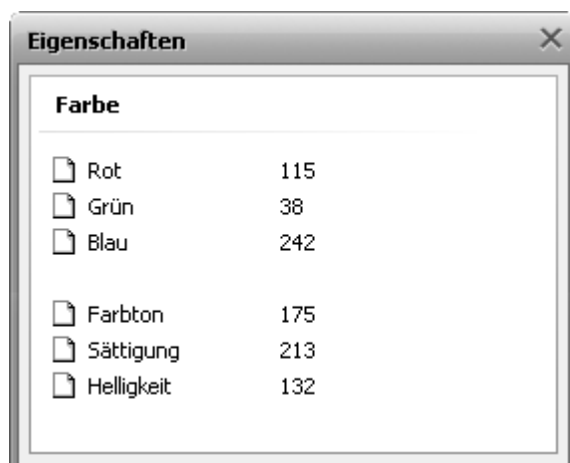 Eigenschaften
Farbe
Rot 115
Grün 38
Blau 242
Farbton 175
Sättigung 213
Helligkeit 132